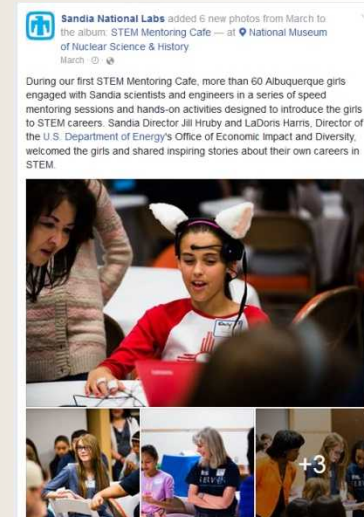 Sandia National Labs added 6 new photos from March to
the album: STEM Mentoring Cafe — at National Museum
of Nuclear Science & History
March
During our first STEM Mentoring Cafe, more than 60 Albuquerque girls
engaged with Sandia scientists and engineers in a series of speed
mentoring sessions and hands-on activities designed to introduce the girls
to STEM careers. Sandia Director Jill Hruby and LaDoris Harris, Director of
the U.S. Department of Energy's Office of Economic Impact and Diversity,
welcomed the girls and shared inspiring stories about their own careers in
STEM.
+3